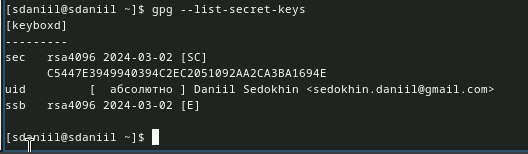 [sdaniil@sdaniil ~]$ gpg --list-secret-keys
[keyboxd]
---------
sec   rsa4096 2024-03-02 [SC]
      C5447E3949940394C2EC2051092AA2CA3BA1694E
uid           [  абсолютно ] Daniil Sedokhin <sedokhin.daniil@gmail.com>
ssb   rsa4096 2024-03-02 [E]
[sdaniil@sdaniil ~]$